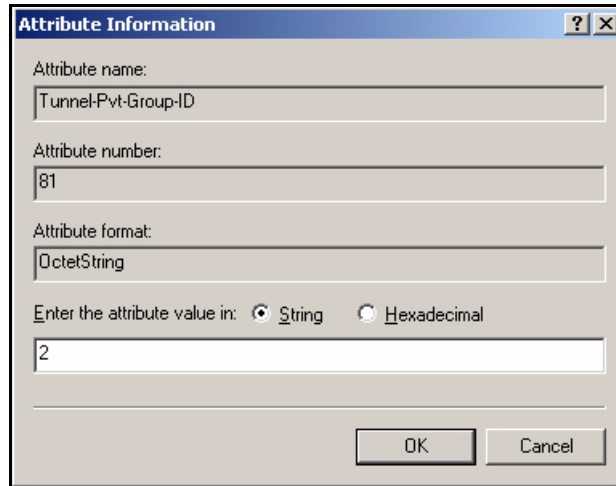 Attribute Information
Attribute name:
Tunnel-Pvt-Group-ID
Attribute number:
81
Attribute format:
OctetString
Enter the attribute value in: String Hexadecimal
2
OK Cancel